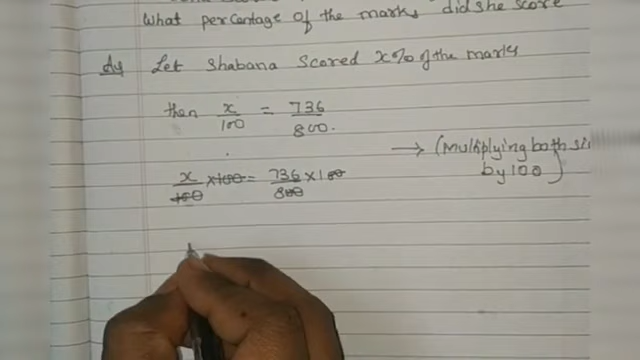 What percentage of the marks did she score
Ay Let Shabana Scored x% of the marks
then x/100 = 736/800.
x/100 × 100 = 736/800 × 100 → (Multiplying both si
by 100)